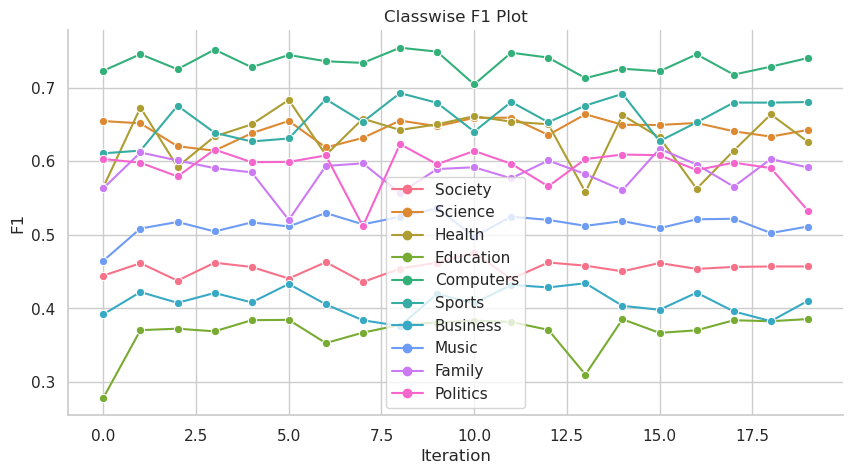 Classwise F1 Plot
F1
0.7
0.6
0.5
0.4
0.3
Society
Science
Health
Education
Computers
Sports
Business
Music
Family
Politics
0.0 2.5 5.0 7.5 10.0 12.5 15.0 17.5
Iteration